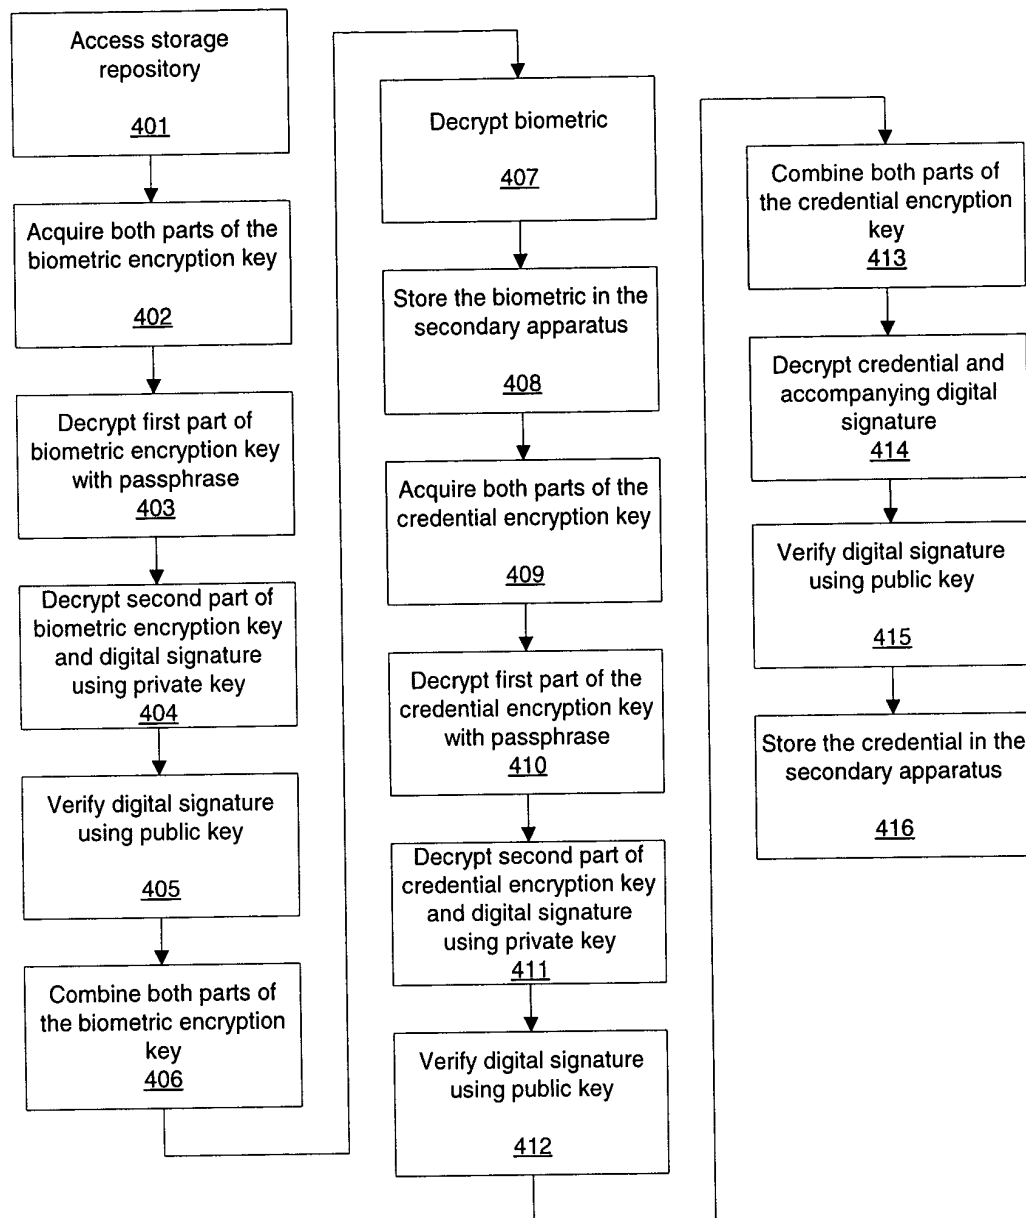 Access storage
repository
401
Acquire both parts of the
biometric encryption key
402
Decrypt first part of
biometric encryption key
with passphrase
403
Decrypt second part of
biometric encryption key
and digital signature
using private key
404
Verify digital signature
using public key
405
Combine both parts of
the biometric encryption
key
406
Decrypt biometric
407
Store the biometric in the
secondary apparatus
408
Acquire both parts of the
credential encryption key
409
Decrypt first part of the
credential encryption key
with passphrase
410
Decrypt second part of
credential encryption key
and digital signature
using private key
411
Verify digital signature
using public key
412
Combine both parts of
the credential encryption
key
413
Decrypt credential and
accompanying digital
signature
414
Verify digital signature
using public key
415
Store the credential in the
secondary apparatus
416